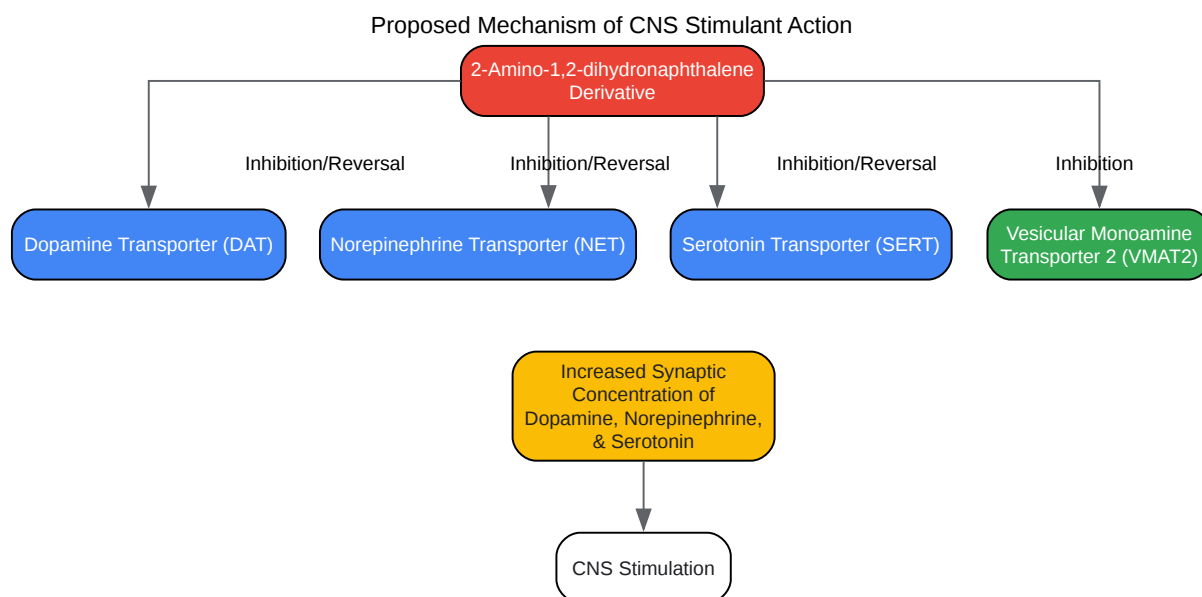 Proposed Mechanism of CNS Stimulant Action
2-Amino-1,2-dihydronaphthalene
Derivative
Inhibition/Reversal
Inhibition/Reversal
Inhibition/Reversal
Inhibition
Dopamine Transporter (DAT)
Norepinephrine Transporter (NET)
Serotonin Transporter (SERT)
Vesicular Monoamine
Transporter 2 (VMAT2)
Increased Synaptic
Concentration of
Dopamine, Norepinephrine,
& Serotonin
CNS Stimulation